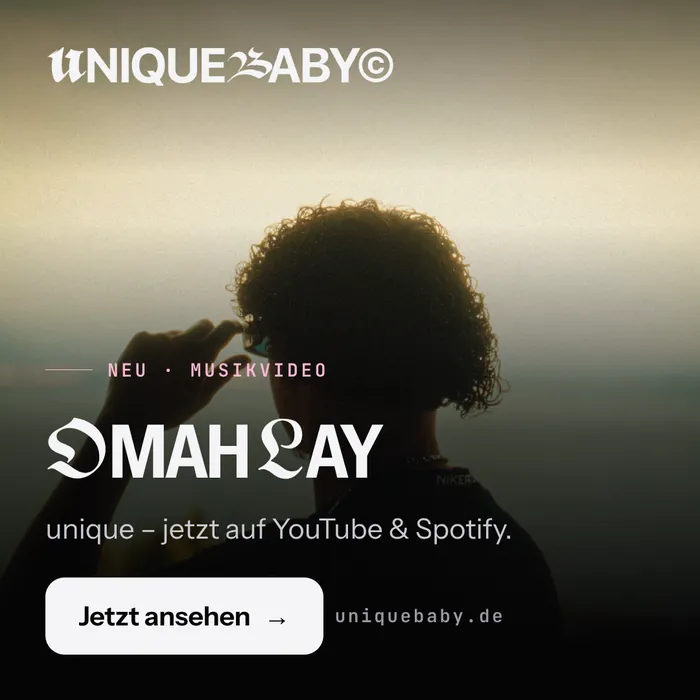 UNIQUEBABY©
NEU · MUSIKVIDEO
OMAH LAY
unique – jetzt auf YouTube & Spotify.
Jetzt ansehen →
uniquebaby.de